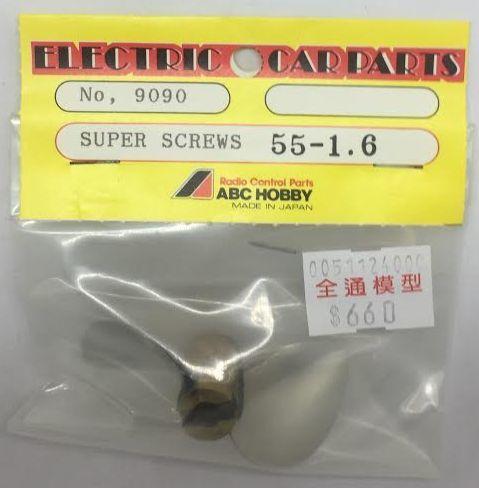 ELECTRIC CAR PARTS
No, 9090
SUPER SCREWS 55-1.6
Radio Control Parts
ABC HOBBY
MADE IN JAPAN
005112400C
全通模型
$660